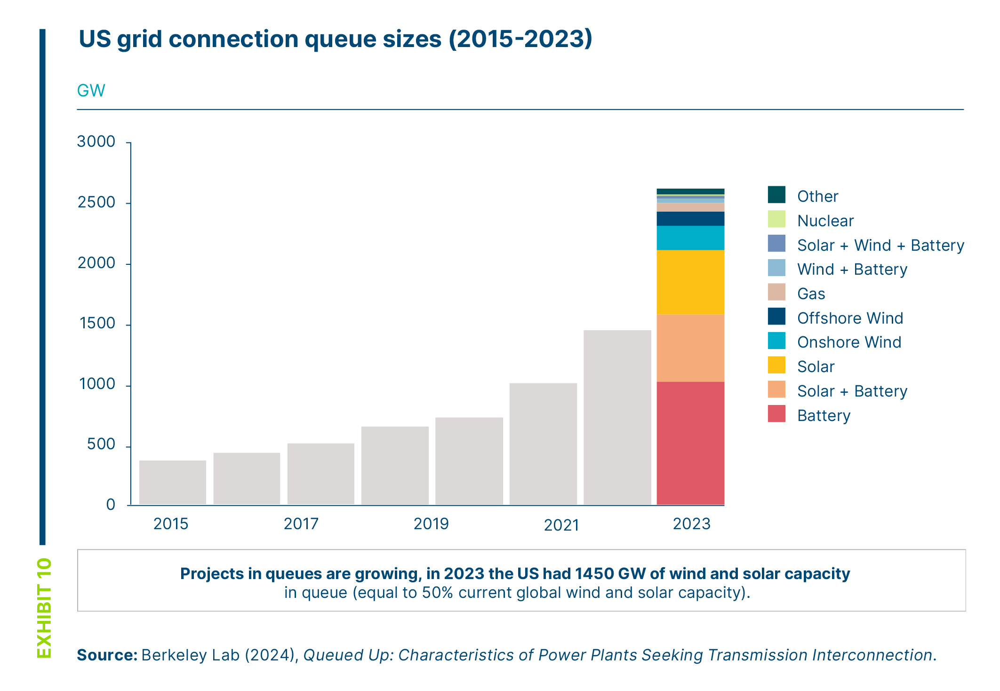 US grid connection queue sizes (2015-2023)
GW
3000
2500
2000
1500
1000
500
0
2015 2017 2019 2021 2023
Other
Nuclear
Solar + Wind + Battery
Wind + Battery
Gas
Offshore Wind
Onshore Wind
Solar
Solar + Battery
Battery
Projects in queues are growing, in 2023 the US had 1450 GW of wind and solar capacity
in queue (equal to 50% current global wind and solar capacity).
EXHIBIT 10
Source: Berkeley Lab (2024), Queued Up: Characteristics of Power Plants Seeking Transmission Interconnection.